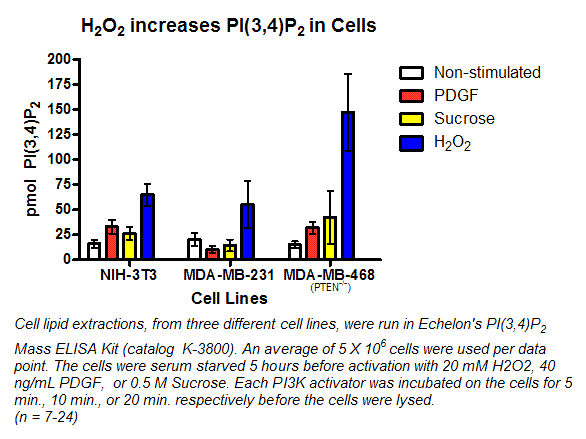 H₂O₂ increases PI(3,4)P₂ in Cells
pmol PI(3,4)P₂
200
175
150
125
100
75
50
25
0
Non-stimulated
PDGF
Sucrose
H₂O₂
NIH-3T3 MDA-MB-231 MDA-MB-468
(PTEN⁻/⁻)
Cell Lines
Cell lipid extractions, from three different cell lines, were run in Echelon's PI(3,4)P₂
Mass ELISA Kit (catalog K-3800). An average of 5 X 10⁶ cells were used per data
point. The cells were serum starved 5 hours before activation with 20 mM H2O2, 40
ng/mL PDGF, or 0.5 M Sucrose. Each PI3K activator was incubated on the cells for 5
min., 10 min., or 20 min. respectively before the cells were lysed.
(n = 7-24)